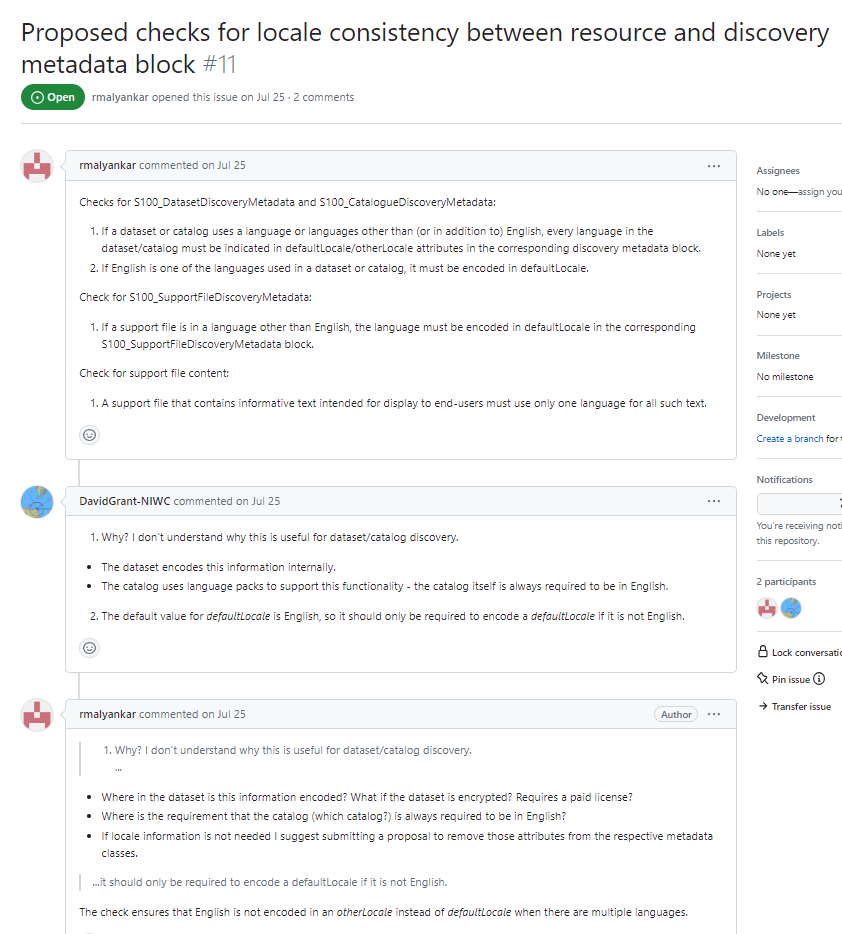 Proposed checks for locale consistency between resource and discovery
metadata block #11
Open
rmalyankar opened this issue on Jul 25 · 2 comments
rmalyankar commented on Jul 25
Checks for S100_DatasetDiscoveryMetadata and S100_CatalogueDiscoveryMetadata:
1. If a dataset or catalog uses a language or languages other than (or in addition to) English, every language in the
dataset/catalog must be indicated in defaultLocale/otherLocale attributes in the corresponding discovery metadata block.
2. If English is one of the languages used in a dataset or catalog, it must be encoded in defaultLocale.
Check for S100_SupportFileDiscoveryMetadata:
1. If a support file is in a language other than English, the language must be encoded in defaultLocale in the corresponding
S100_SupportFileDiscoveryMetadata block.
Check for support file content:
1. A support file that contains informative text intended for display to end-users must use only one language for all such text.
DavidGrant-NIWC commented on Jul 25
1. Why? I don't understand why this is useful for dataset/catalog discovery.
• The dataset encodes this information internally.
• The catalog uses language packs to support this functionality - the catalog itself is always required to be in English.
2. The default value for defaultLocale is English, so it should only be required to encode a defaultLocale if it is not English.
rmalyankar commented on Jul 25
Author
1. Why? I don't understand why this is useful for dataset/catalog discovery.
...
• Where in the dataset is this information encoded? What if the dataset is encrypted? Requires a paid license?
• Where is the requirement that the catalog (which catalog?) is always required to be in English?
• If locale information is not needed I suggest submitting a proposal to remove those attributes from the respective metadata
classes.
...it should only be required to encode a defaultLocale if it is not English.
The check ensures that English is not encoded in an otherLocale instead of defaultLocale when there are multiple languages.
Assignees
No one—assign you
Labels
None yet
Projects
None yet
Milestone
No milestone
Development
Create a branch for
Notifications
You're receiving noti
this repository.
2 participants
Lock conversatio
Pin issue
Transfer issue